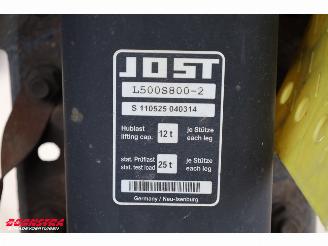 JOST
L500S800-2
S 110525 040314
Hublast lifting cap. 12 t je Stütze each leg
stat. Prüflast stat. test load 25 t je Stütze each leg
Germany / Neu-Isenburg